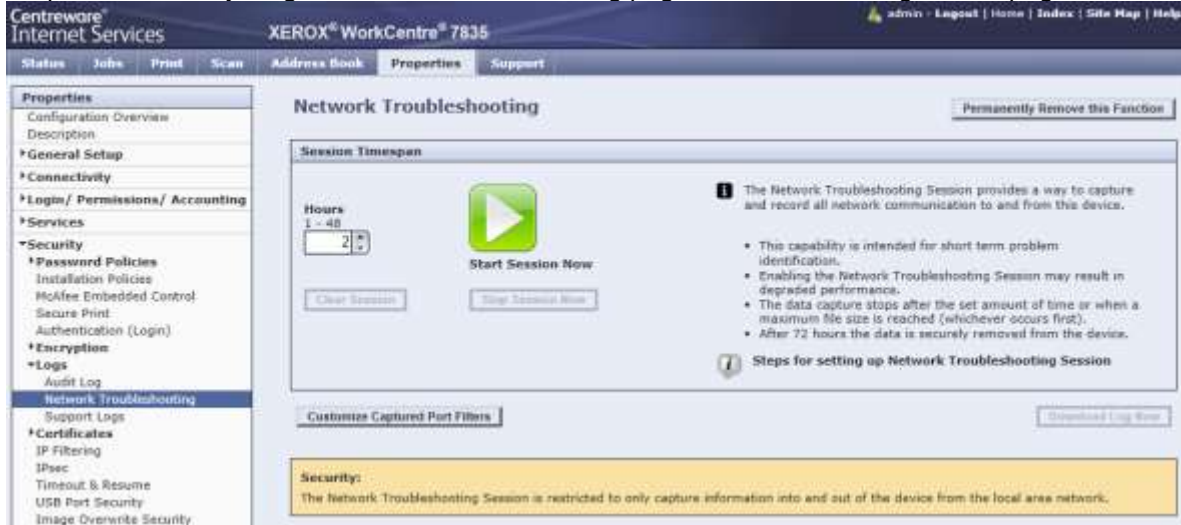 Centreware®
Internet Services
XEROX® WorkCentre® 7835
admin - Logout | Home | Index | Site Map | Help
Status Jobs Print Scan Address Book Properties Support
Properties
Configuration Overview
Description
General Setup
Connectivity
Login/ Permissions/ Accounting
Services
Security
Password Policies
Installation Policies
McAfee Embedded Control
Secure Print
Authentication (Login)
Encryption
Logs
Audit Log
Network Troubleshooting
Support Logs
Certificates
IP Filtering
IPsec
Timeout & Resume
USB Port Security
Image Overwrite Security
Network Troubleshooting
Permanently Remove this Function
Session Timespan
Hours
1 - 48
2
Start Session Now
Clear Session
Stop Session Now
The Network Troubleshooting Session provides a way to capture
and record all network communication to and from this device.
• This capability is intended for short term problem
identification.
• Enabling the Network Troubleshooting Session may result in
degraded performance.
• The data capture stops after the set amount of time or when a
maximum file size is reached (whichever occurs first).
• After 72 hours the data is securely removed from the device.
Steps for setting up Network Troubleshooting Session
Customize Captured Port Filters
Download Log Now
Security:
The Network Troubleshooting Session is restricted to only capture information into and out of the device from the local area network.